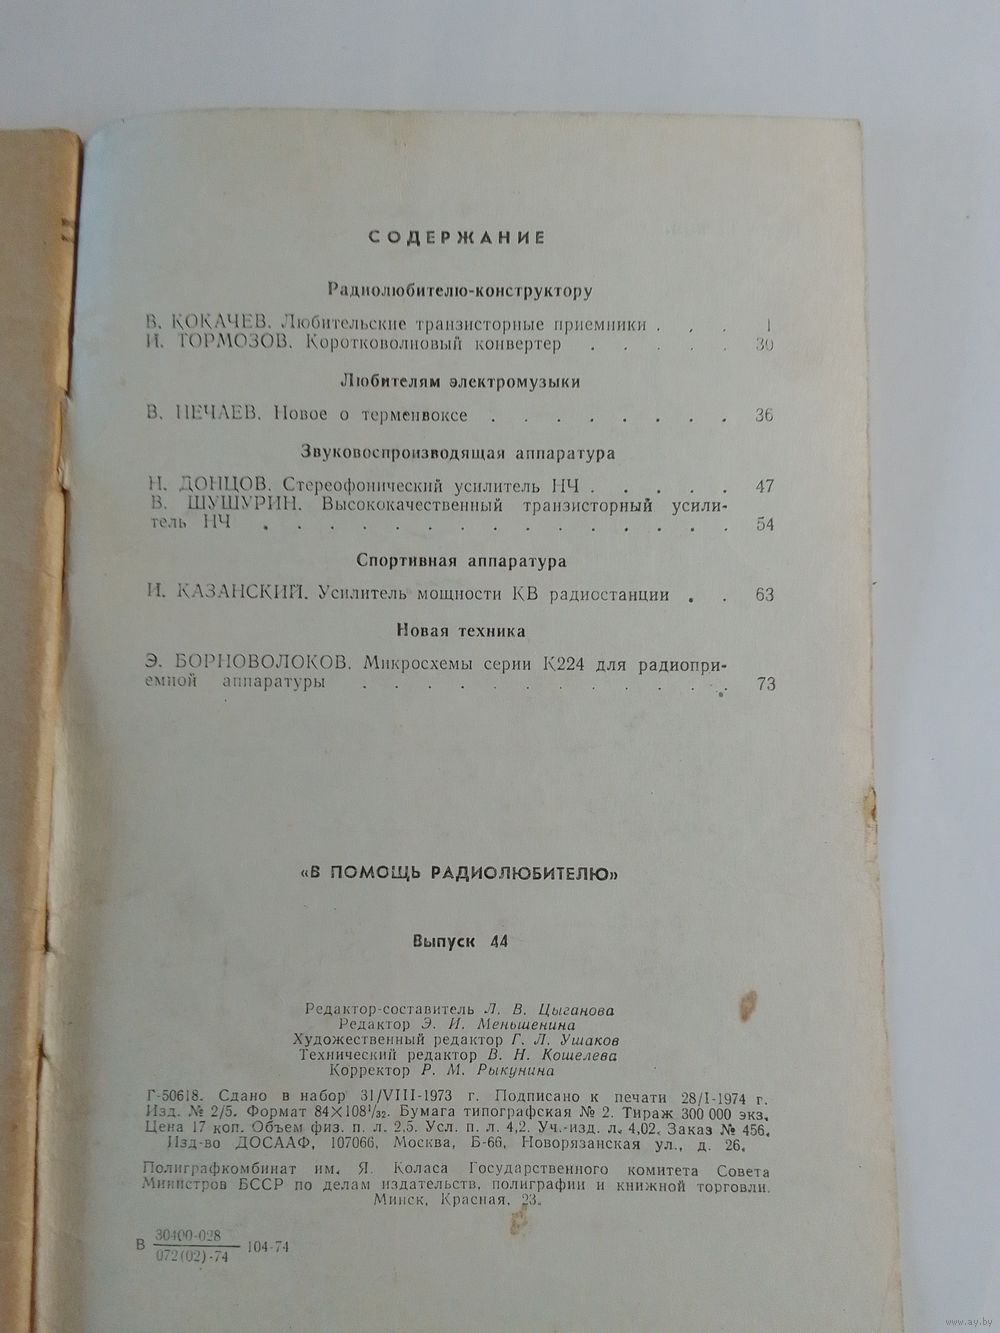 СОДЕРЖАНИЕ
Радиолюбителю-конструктору
В. КОКАЧЕВ. Любительские транзисторные приемники . . . 1
И. ТОРМОЗОВ. Коротковолновый конвертер . . . . . 30
Любителям электромузыки
В. НЕЧАЕВ. Новое о терменвоксе . . . . . . . . 36
Звуковоспроизводящая аппаратура
Н. ДОНЦОВ. Стереофонический усилитель НЧ . . . . . 47
В. ШУШУРИН. Высококачественный транзисторный усили-
тель НЧ . . . . . . . . . . . . . . 54
Спортивная аппаратура
И. КАЗАНСКИЙ. Усилитель мощности КВ радиостанции . . 63
Новая техника
Э. БОРНОВОЛОКОВ. Микросхемы серии К224 для радиопри-
емной аппаратуры . . . . . . . . . . . 73
«В ПОМОЩЬ РАДИОЛЮБИТЕЛЮ»
Выпуск 44
Редактор-составитель Л. В. Цыганова
Редактор Э. И. Меньшенина
Художественный редактор Г. Л. Ушаков
Технический редактор В. Н. Кошелева
Корректор Р. М. Рыкунина
Г-50618. Сдано в набор 31/VIII-1973 г. Подписано к печати 28/I-1974 г.
Изд. № 2/5. Формат 84×108¹/₃₂. Бумага типографская № 2. Тираж 300 000 экз.
Цена 17 коп. Объем физ. п. л. 2,5. Усл. п. л. 4,2. Уч.-изд. л. 4,02. Заказ № 456.
Изд-во ДОСААФ, 107066, Москва, Б-66, Новорязанская ул., д. 26.
Полиграфкомбинат им. Я. Коласа Государственного комитета Совета
Министров БССР по делам издательств, полиграфии и книжной торговли.
Минск, Красная, 23.
В 30400-028
072(02)-74 104-74
www.ay.by